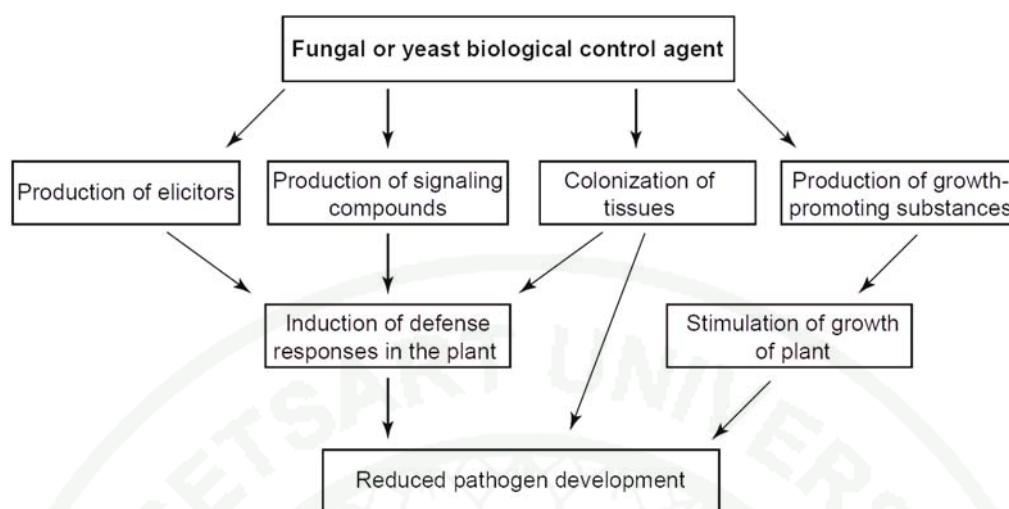 Fungal or yeast biological control agent
Production of elicitors
Production of signaling
compounds
Colonization of
tissues
Production of growth-
promoting substances
Induction of defense
responses in the plant
Stimulation of growth
of plant
Reduced pathogen development